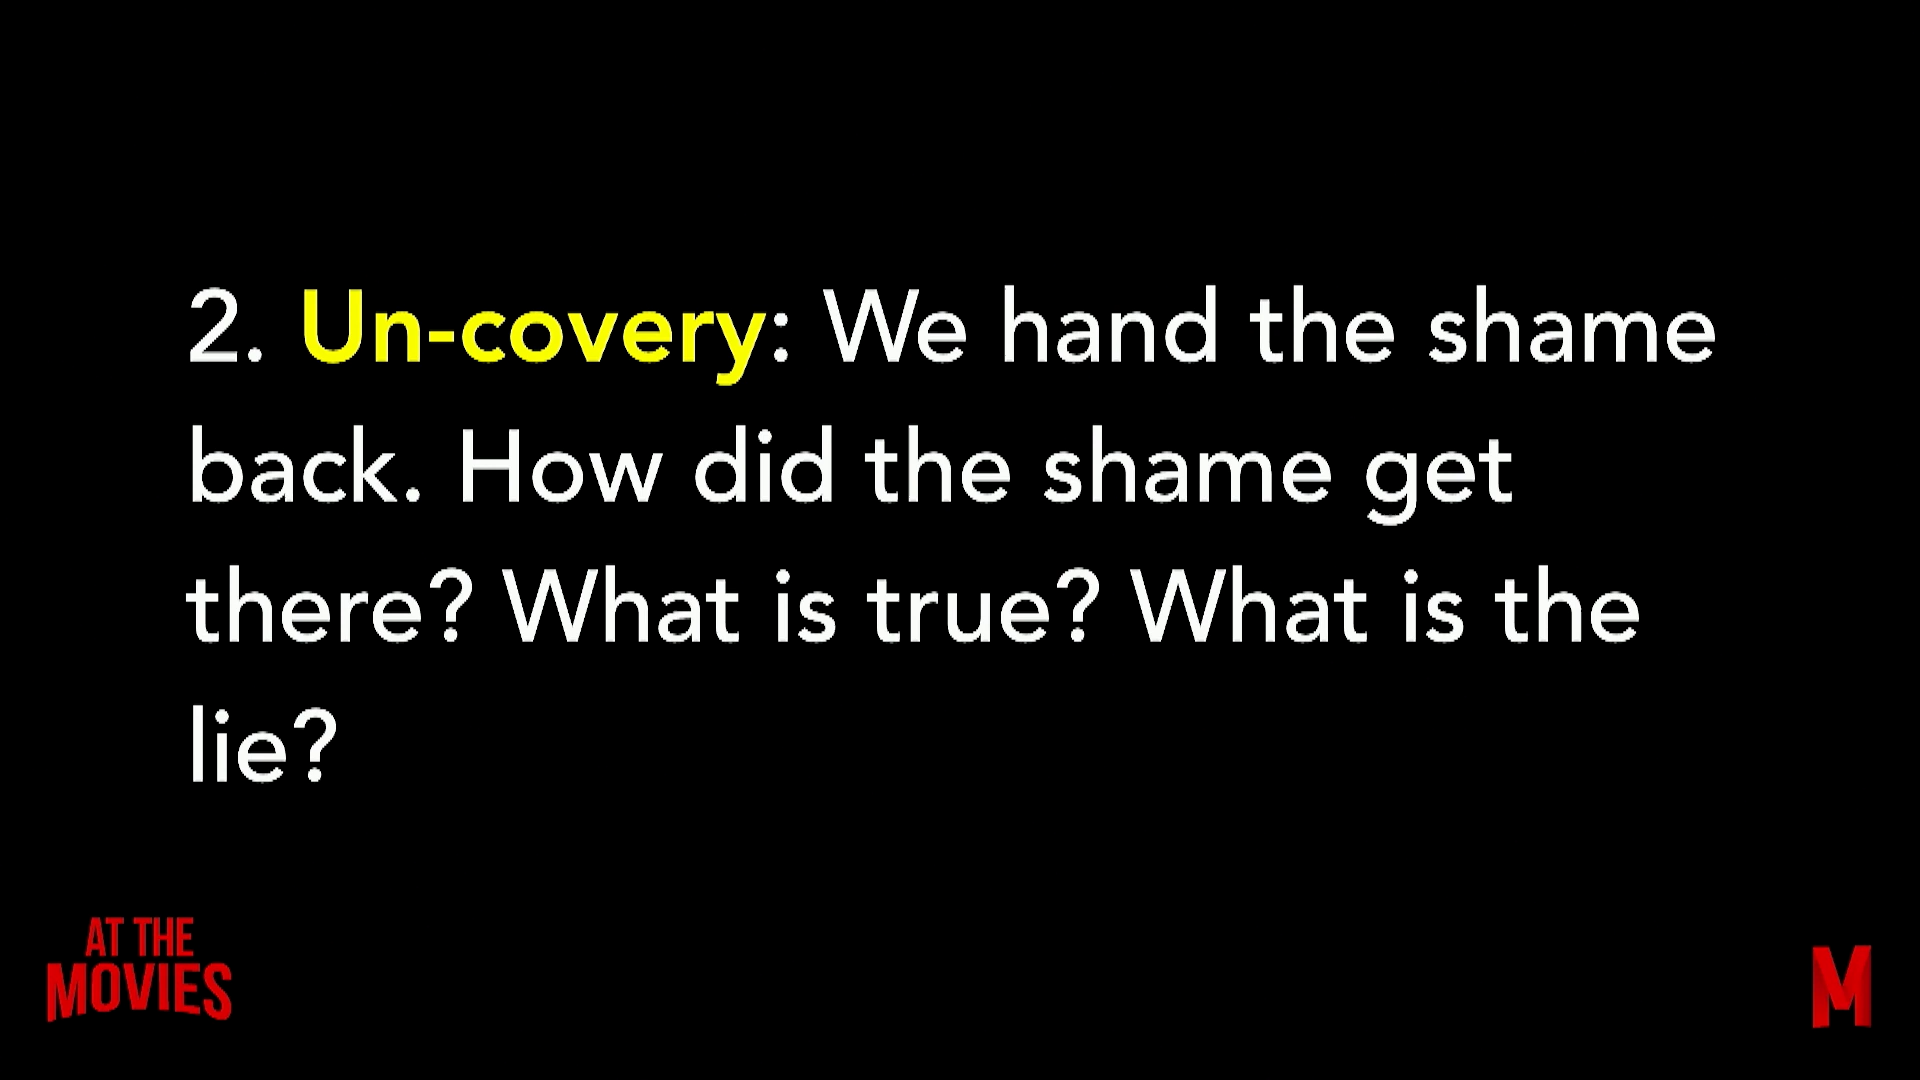 2. Un-covery: We hand the shame
back. How did the shame get
there? What is true? What is the
lie?
AT THE
MOVIES
M